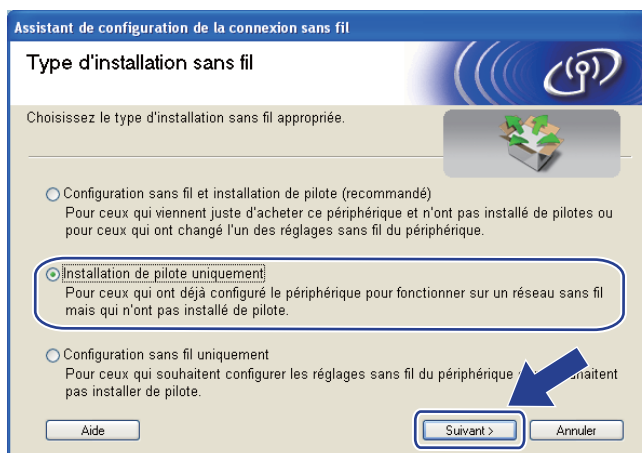 Assistant de configuration de la connexion sans fil
Type d'installation sans fil
Choisissez le type d'installation sans fil appropriée.
Configuration sans fil et installation de pilote (recommandé)
Pour ceux qui viennent juste d'acheter ce périphérique et n'ont pas installé de pilotes ou
pour ceux qui ont changé l'un des réglages sans fil du périphérique.
Installation de pilote uniquement
Pour ceux qui ont déjà configuré le périphérique pour fonctionner sur un réseau sans fil
mais qui n'ont pas installé de pilote.
Configuration sans fil uniquement
Pour ceux qui souhaitent configurer les réglages sans fil du périphérique
pas installer de pilote.
Aide
Suivant >
Annuler